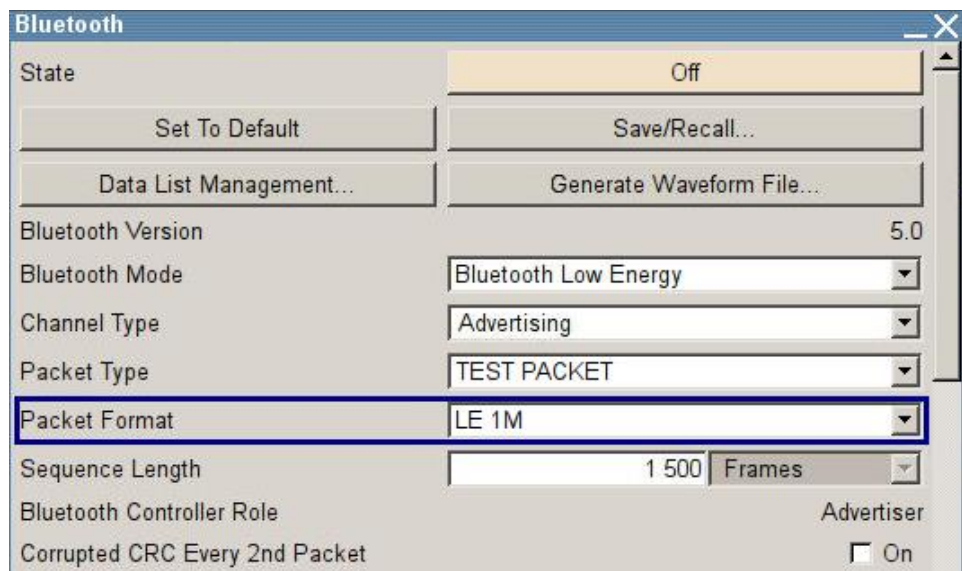 Bluetooth
State Off
Set To Default Save/Recall...
Data List Management... Generate Waveform File...
Bluetooth Version 5.0
Bluetooth Mode Bluetooth Low Energy
Channel Type Advertising
Packet Type TEST PACKET
Packet Format LE 1M
Sequence Length 1 500 Frames
Bluetooth Controller Role Advertiser
Corrupted CRC Every 2nd Packet On